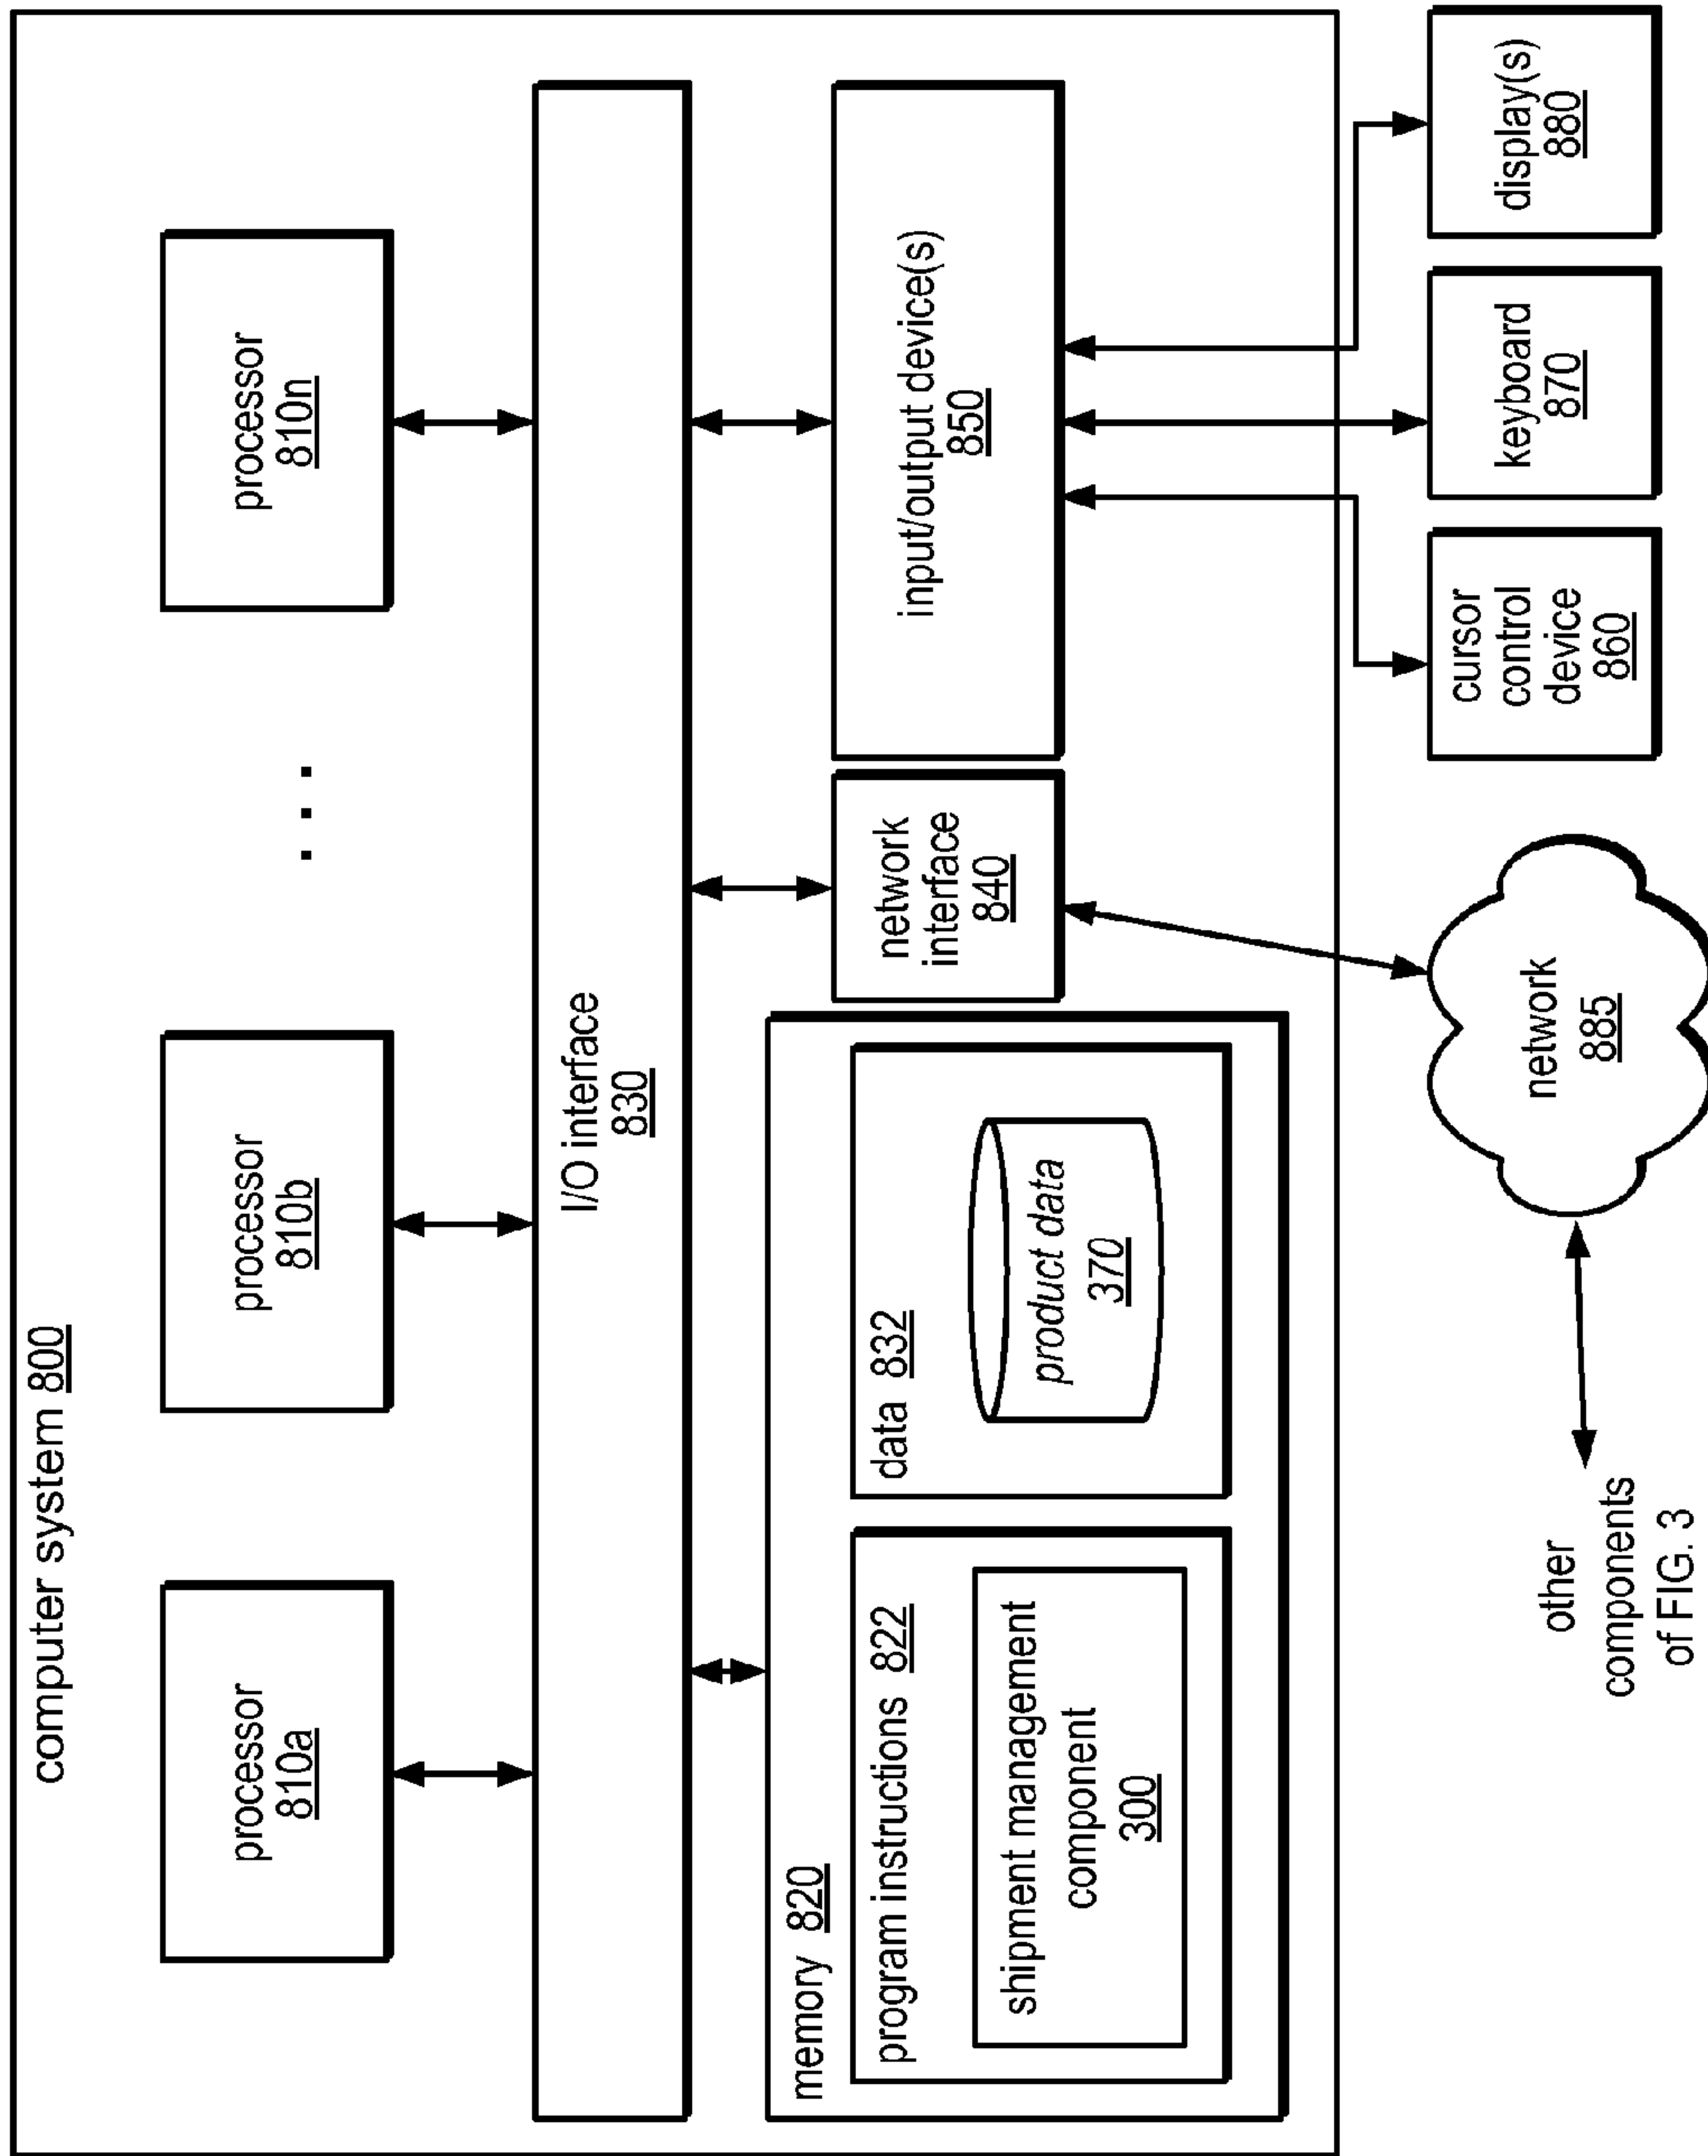 computer system 800
processor
810a
processor
810b
. . .
processor
810n
I/O interface
830
memory 820
program instructions 822
shipment management
component
300
data 832
product data
370
network
interface
840
input/output device(s)
850
other
components
of FIG. 3
network
885
cursor
control
device
860
keyboard
870
display(s)
880